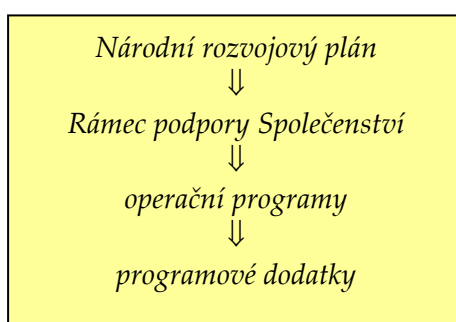 Národní rozvojový plán
⇓
Rámec podpory Společenství
⇓
operační programy
⇓
programové dodatky